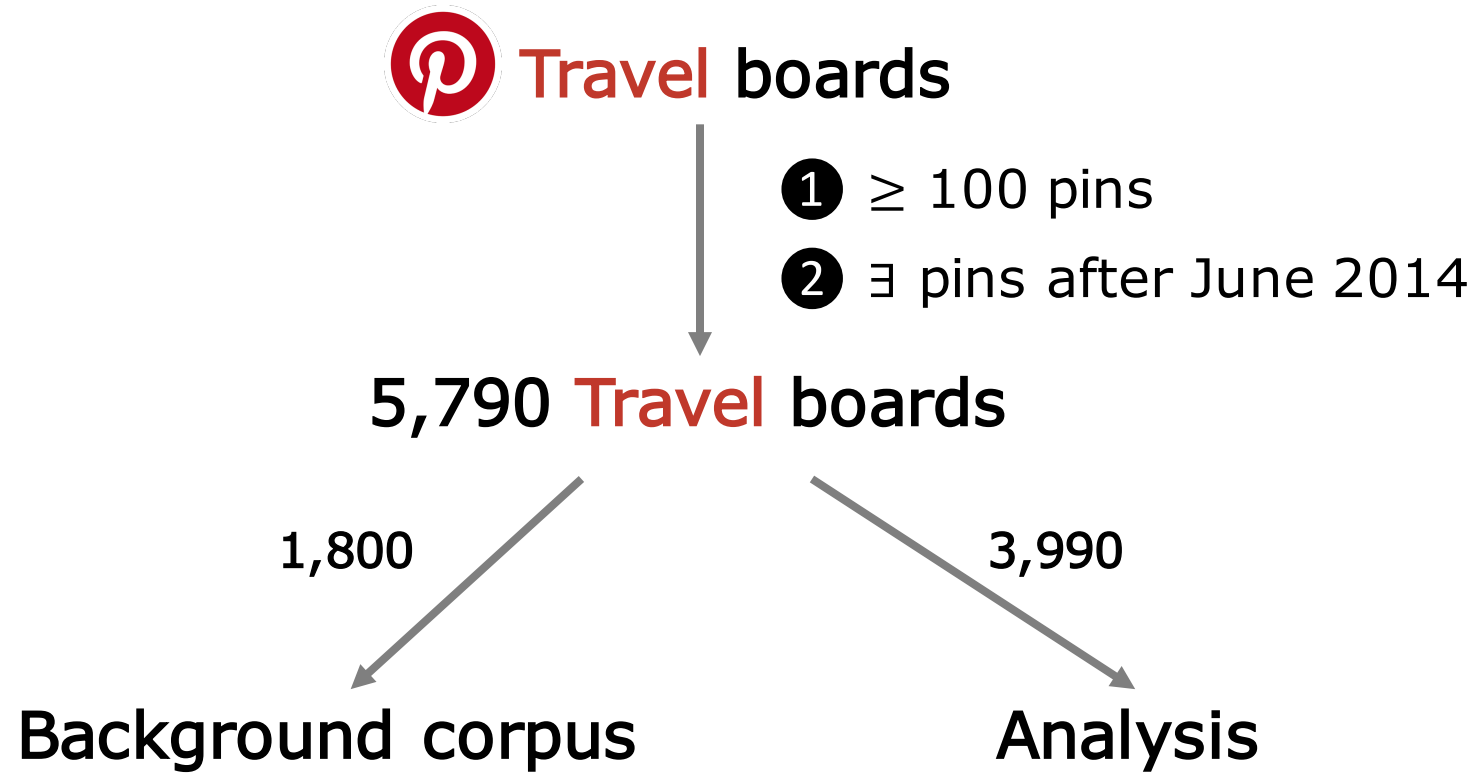 Travel boards
❶ ≥ 100 pins
❷ ∃ pins after June 2014
5,790 Travel boards
1,800
3,990
Background corpus
Analysis